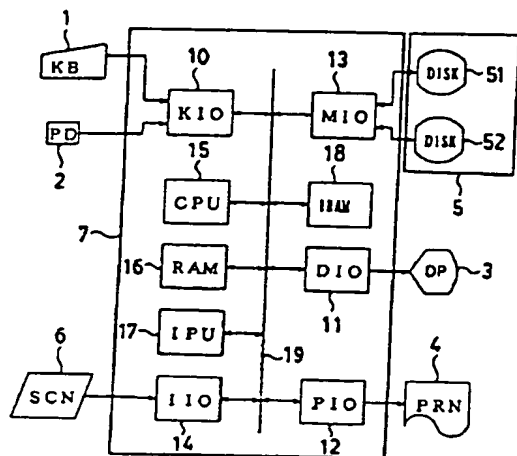 1
KB
10
KIO
13
MIO
DISK
51
DISK
52
5
PD
2
15
CPU
18
7
16
RAM
DIO
11
DP
3
17
IPU
19
6
SCN
IIO
14
PIO
12
4
PRN